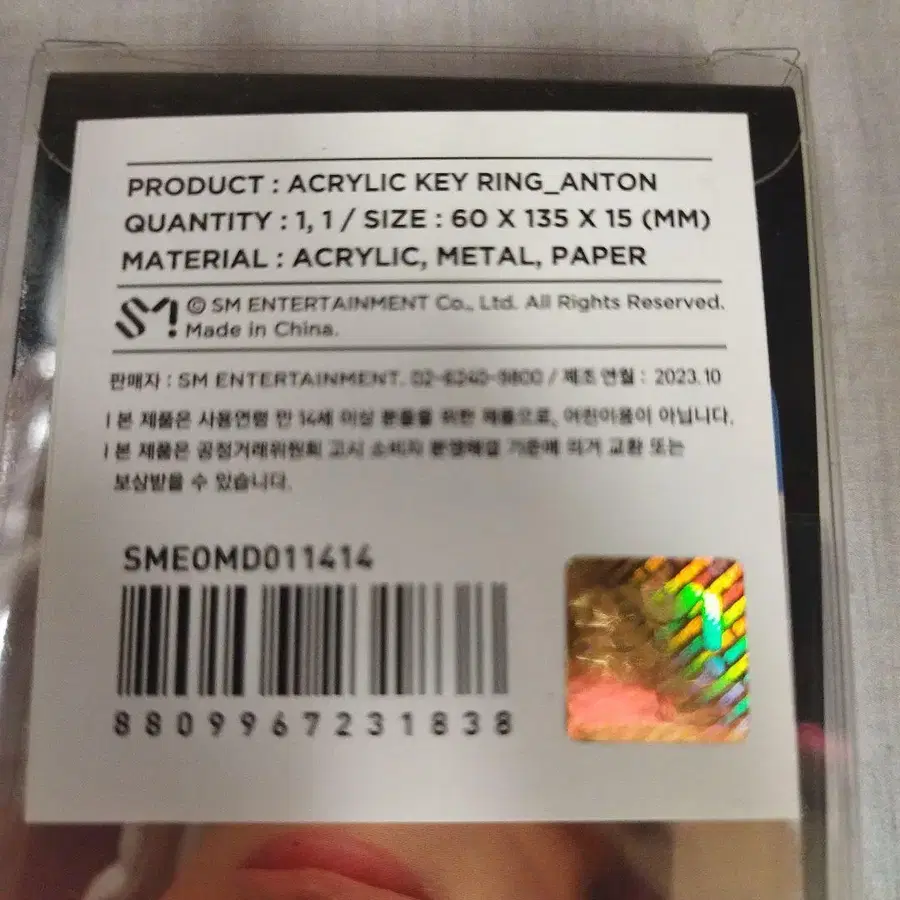 PRODUCT : ACRYLIC KEY RING_ANTON
QUANTITY : 1, 1 / SIZE : 60 X 135 X 15 (MM)
MATERIAL : ACRYLIC, METAL, PAPER
SM! © SM ENTERTAINMENT Co., Ltd. All Rights Reserved.
Made in China.
판매자 : SM ENTERTAINMENT. 02-6240-9800 / 제조연월 : 2023.10
| 본 제품은 사용연령 만 14세 이상 분들을 위한 제품으로, 어린이용이 아닙니다.
| 본 제품은 공정거래위원회 고시 소비자 분쟁해결 기준에 의거 교환 또는
보상받을 수 있습니다.
SMEOMD011414
8809967231838